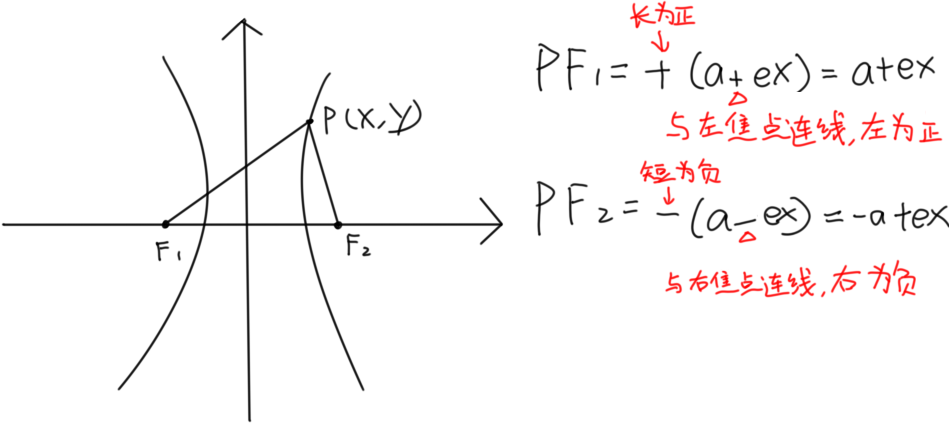 长为正
PF₁= + (a+ex) = a+ex
与左焦点连线,左为正
P(x,y)
短为负
PF₂= -(a-ex) = -a+ex
F₁
F₂
与右焦点连线,右为负